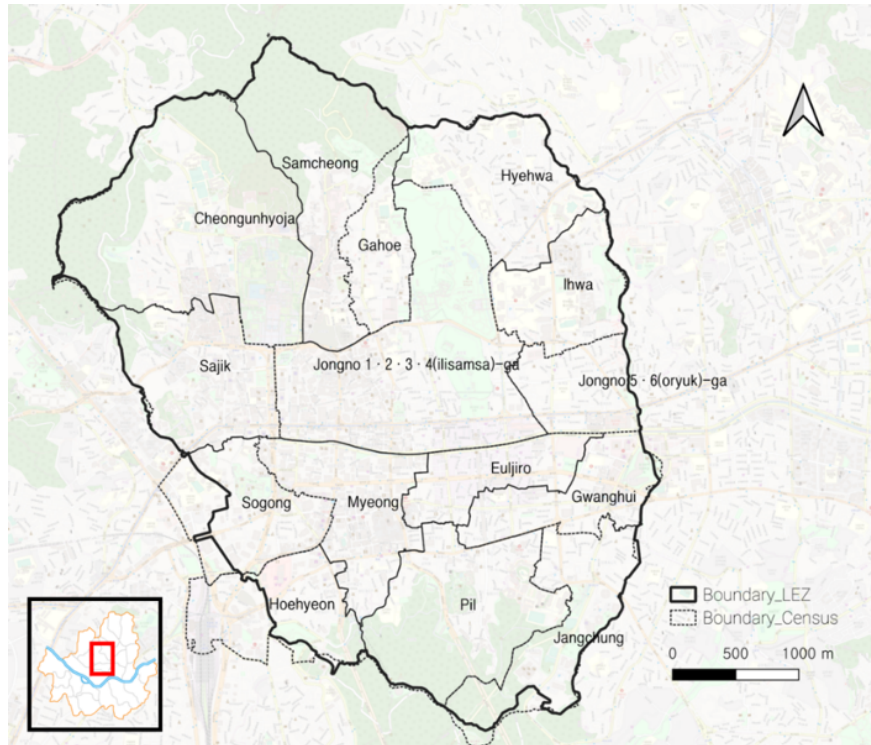 Samcheong
Hyehwa
Cheongunhyoja
Gahoe
Ihwa
Sajik
Jongno 1 · 2 · 3 · 4(ilisamsa)-ga
Jongno 5 · 6(oryuk)-ga
Euljiro
Sogong
Myeong
Gwanghui
Hoehyeon
Pil
Jangchung
Boundary_LEZ
Boundary_Census
0 500 1000 m